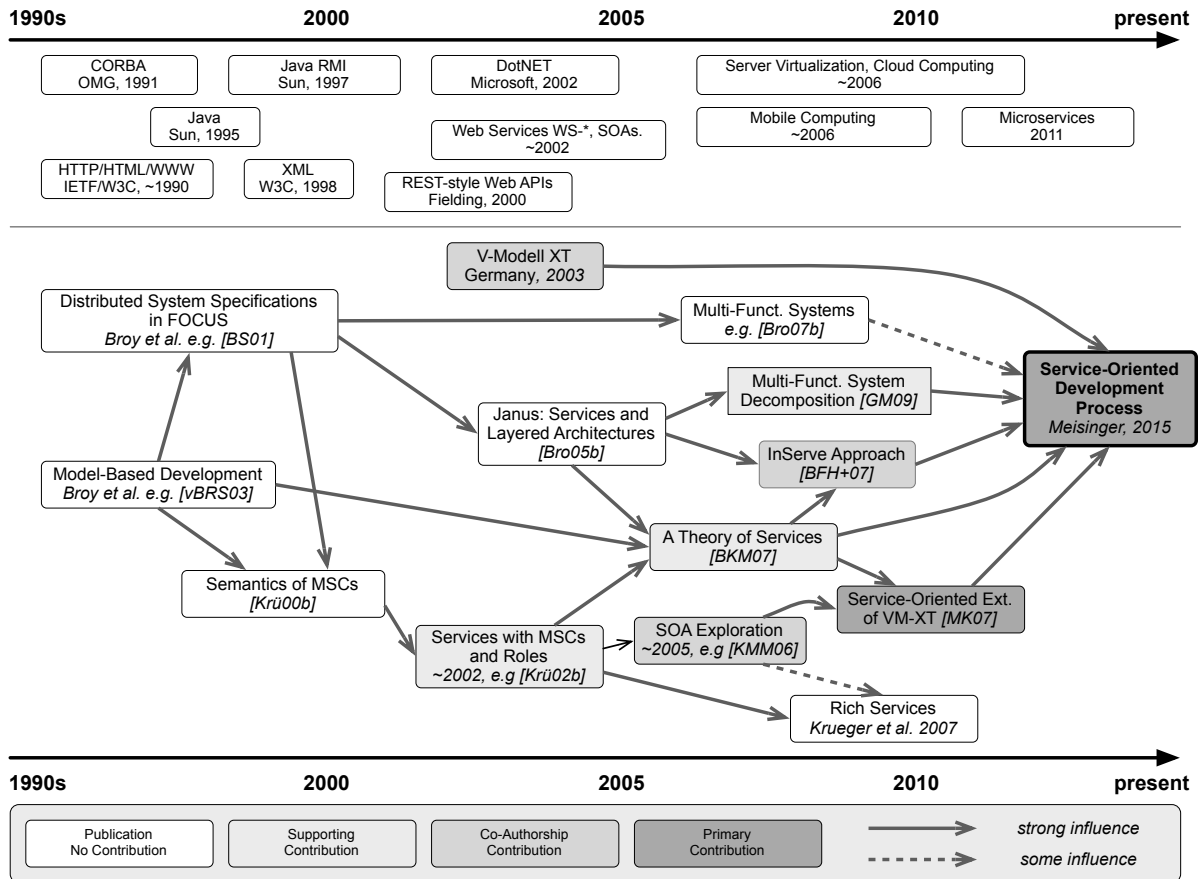 1990s 2000 2005 2010 present
CORBA
OMG, 1991
Java RMI
Sun, 1997
DotNET
Microsoft, 2002
Server Virtualization, Cloud Computing
~2006
Java
Sun, 1995
Web Services WS-*, SOAs.
~2002
Mobile Computing
~2006
Microservices
2011
HTTP/HTML/WWW
IETF/W3C, ~1990
XML
W3C, 1998
REST-style Web APIs
Fielding, 2000
V-Modell XT
Germany, 2003
Distributed System Specifications
in FOCUS
Broy et al. e.g. [BS01]
Multi-Funct. Systems
e.g. [Bro07b]
Service-Oriented
Development
Process
Meisinger, 2015
Multi-Funct. System
Decomposition [GM09]
Janus: Services and
Layered Architectures
[Bro05b]
InServe Approach
[BFH+07]
Model-Based Development
Broy et al. e.g. [vBRS03]
A Theory of Services
[BKM07]
Semantics of MSCs
[Krü00b]
Service-Oriented Ext.
of VM-XT [MK07]
Services with MSCs
and Roles
~2002, e.g [Krü02b]
SOA Exploration
~2005, e.g [KMM06]
Rich Services
Krueger et al. 2007
1990s 2000 2005 2010 present
Publication
No Contribution
Supporting
Contribution
Co-Authorship
Contribution
Primary
Contribution
strong influence
some influence